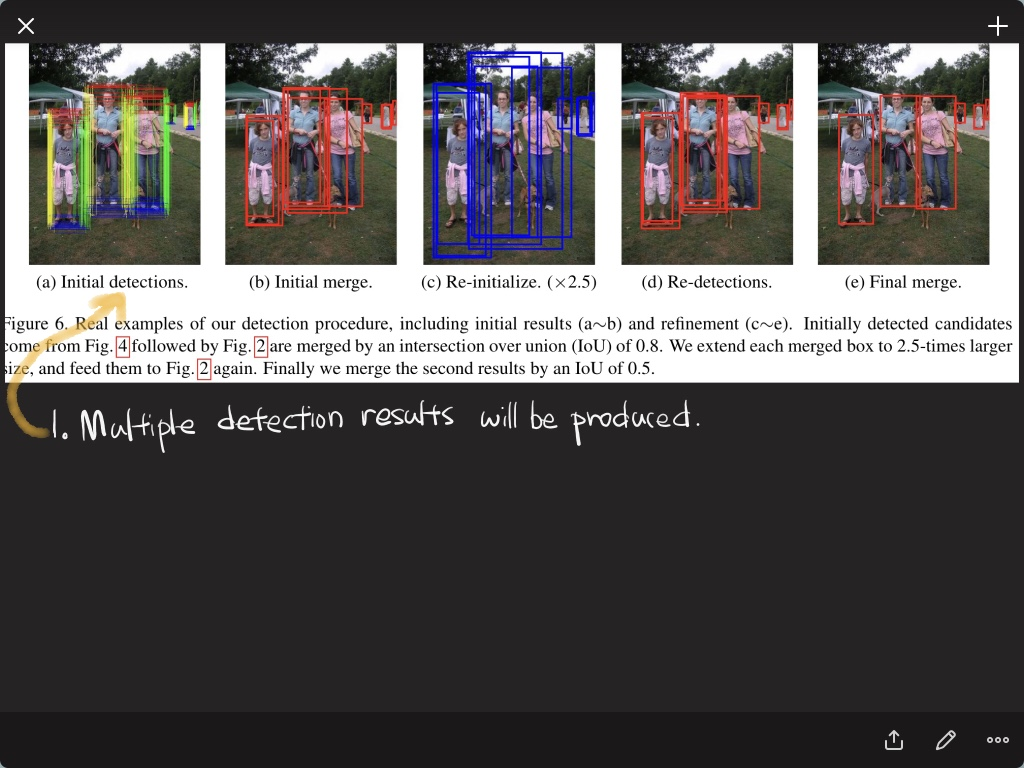 (a) Initial detections.
(b) Initial merge.
(c) Re-initialize. (×2.5)
(d) Re-detections.
(e) Final merge.
Figure 6. Real examples of our detection procedure, including initial results (a∼b) and refinement (c∼e). Initially detected candidates
come from Fig. 4 followed by Fig. 2 are merged by an intersection over union (IoU) of 0.8. We extend each merged box to 2.5-times larger
size, and feed them to Fig. 2 again. Finally we merge the second results by an IoU of 0.5.
1. Multiple detection results will be produced.